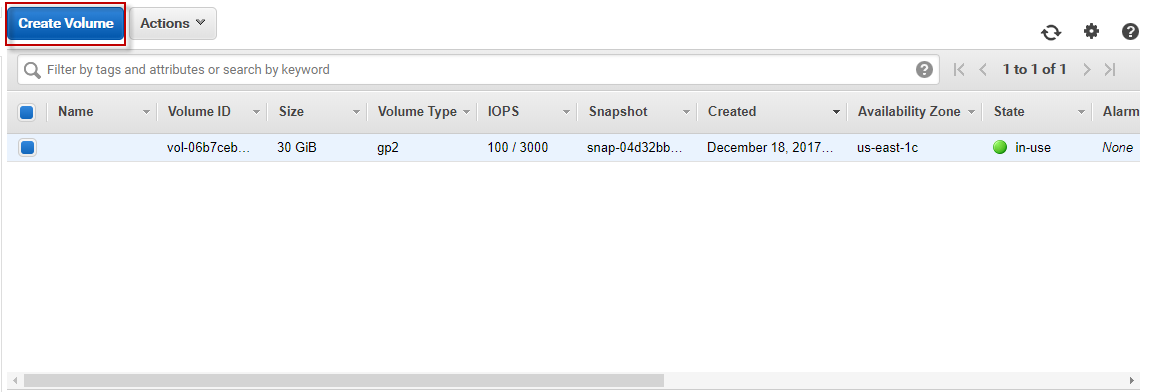 Create Volume Actions
Filter by tags and attributes or search by keyword 1 to 1 of 1
Name Volume ID Size Volume Type IOPS Snapshot Created Availability Zone State Alarm
vol-06b7ceb... 30 GiB gp2 100 / 3000 snap-04d32bb... December 18, 2017... us-east-1c in-use None